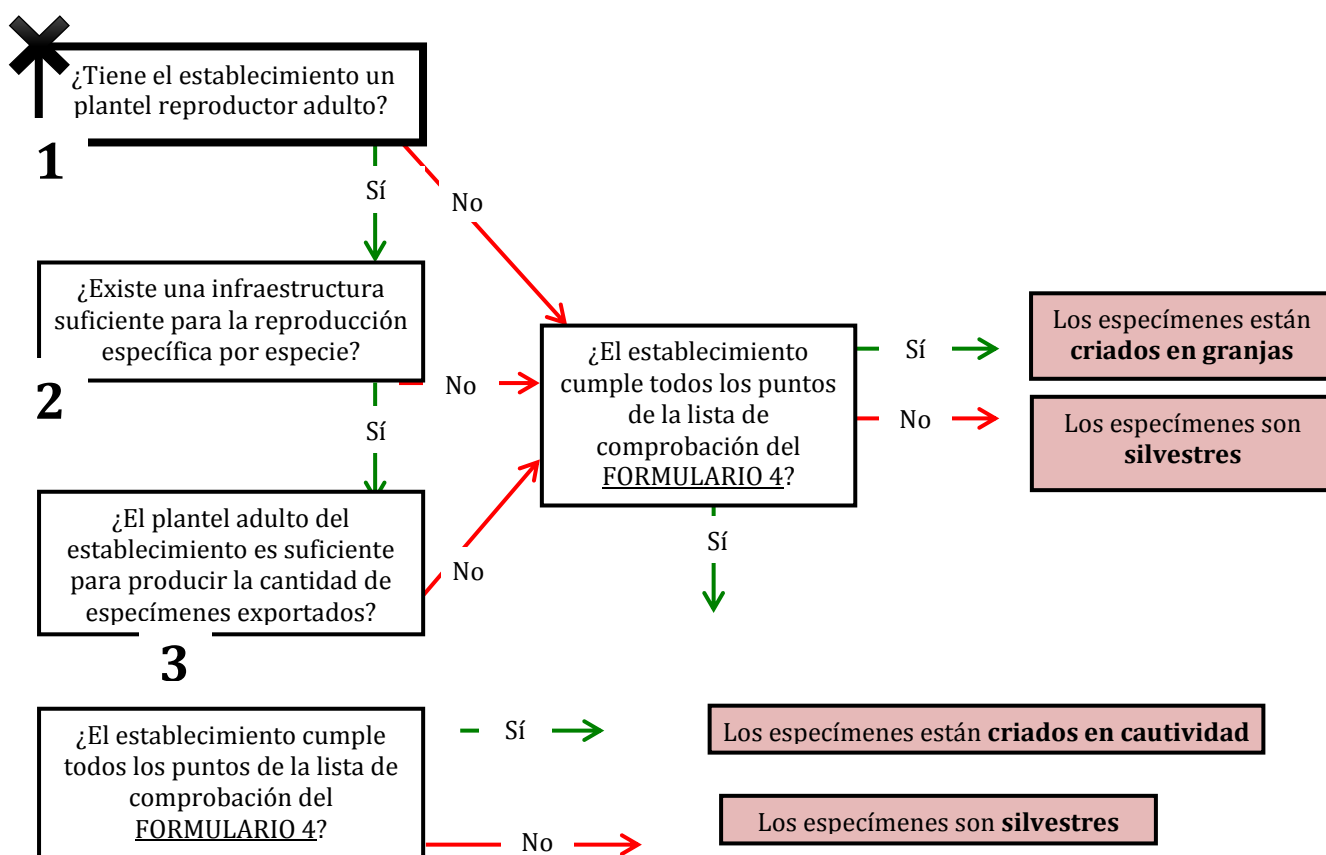 ¿Tiene el establecimiento un
plantel reproductor adulto?
1
Sí
No
¿Existe una infraestructura
suficiente para la reproducción
específica por especie?
2
No
Sí
¿El establecimiento
cumple todos los puntos
de la lista de
comprobación del
FORMULARIO 4?
Sí
Los especímenes están
criados en granjas
No
Los especímenes son
silvestres
Sí
¿El plantel adulto del
establecimiento es suficiente
para producir la cantidad de
especímenes exportados?
No
3
¿El establecimiento cumple
todos los puntos de la lista de
comprobación del
FORMULARIO 4?
Sí
Los especímenes están criados en cautividad
No
Los especímenes son silvestres